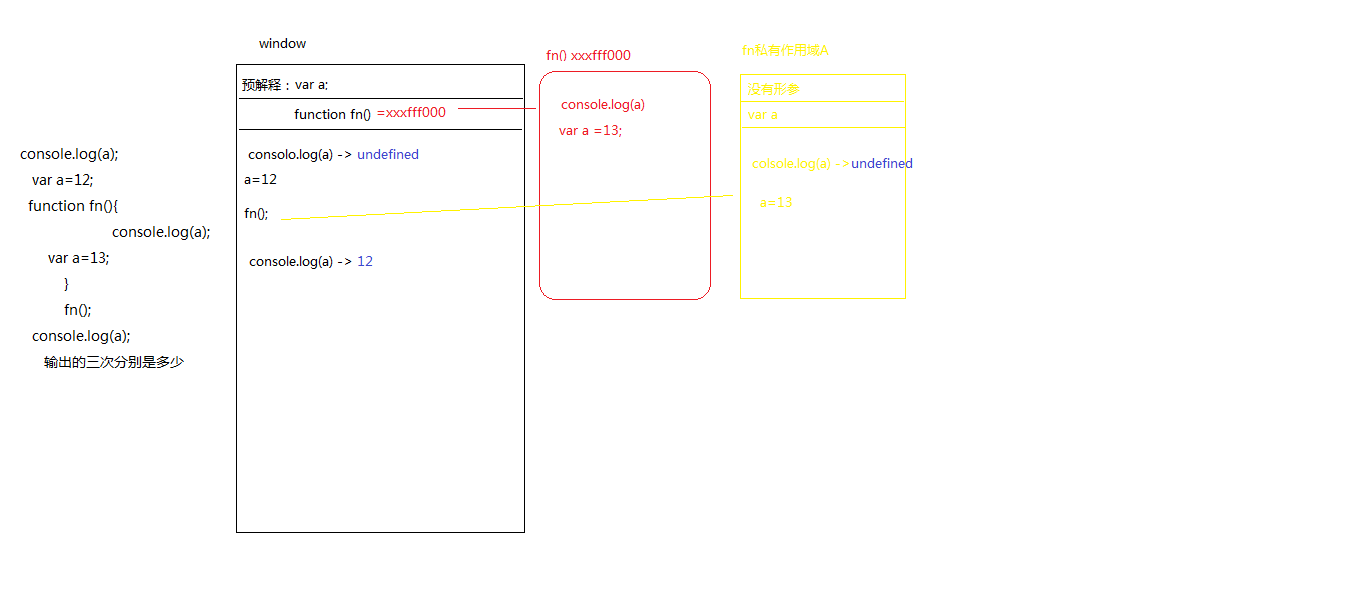 console.log(a);
var a=12;
function fn(){
console.log(a);
var a=13;
}
fn();
console.log(a);
输出的三次分别是多少
window
预解释：var a;
function fn() =xxxfff000
consolo.log(a) -> undefined
a=12
fn();
console.log(a) -> 12
fn() xxxfff000
console.log(a)
var a =13;
fn私有作用域A
没有形参
var a
colsole.log(a) ->undefined
a=13